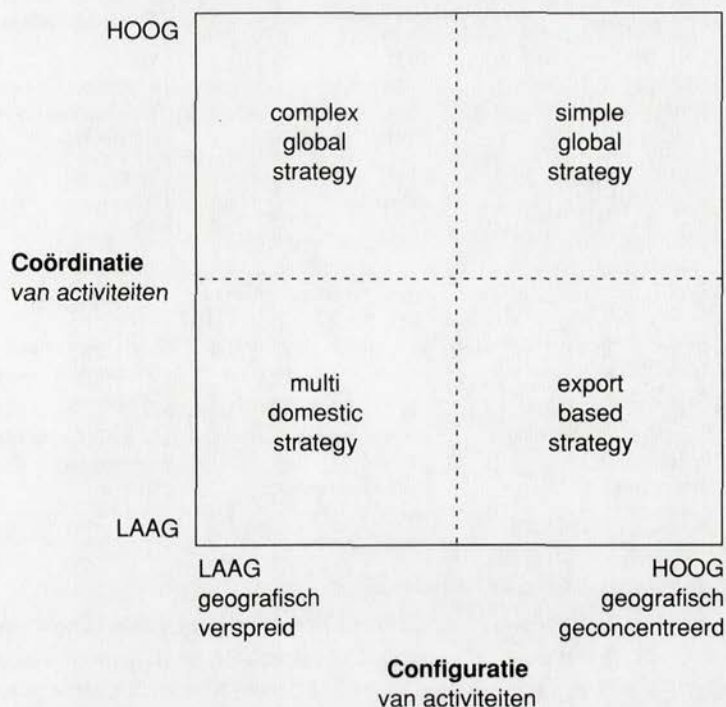 HOOG
complex
global
strategy
simple
global
strategy
Coördinatie
van activiteiten
multi
domestic
strategy
export
based
strategy
LAAG
LAAG
geografisch
verspreid
HOOG
geografisch
geconcentreerd
Configuratie
van activiteiten